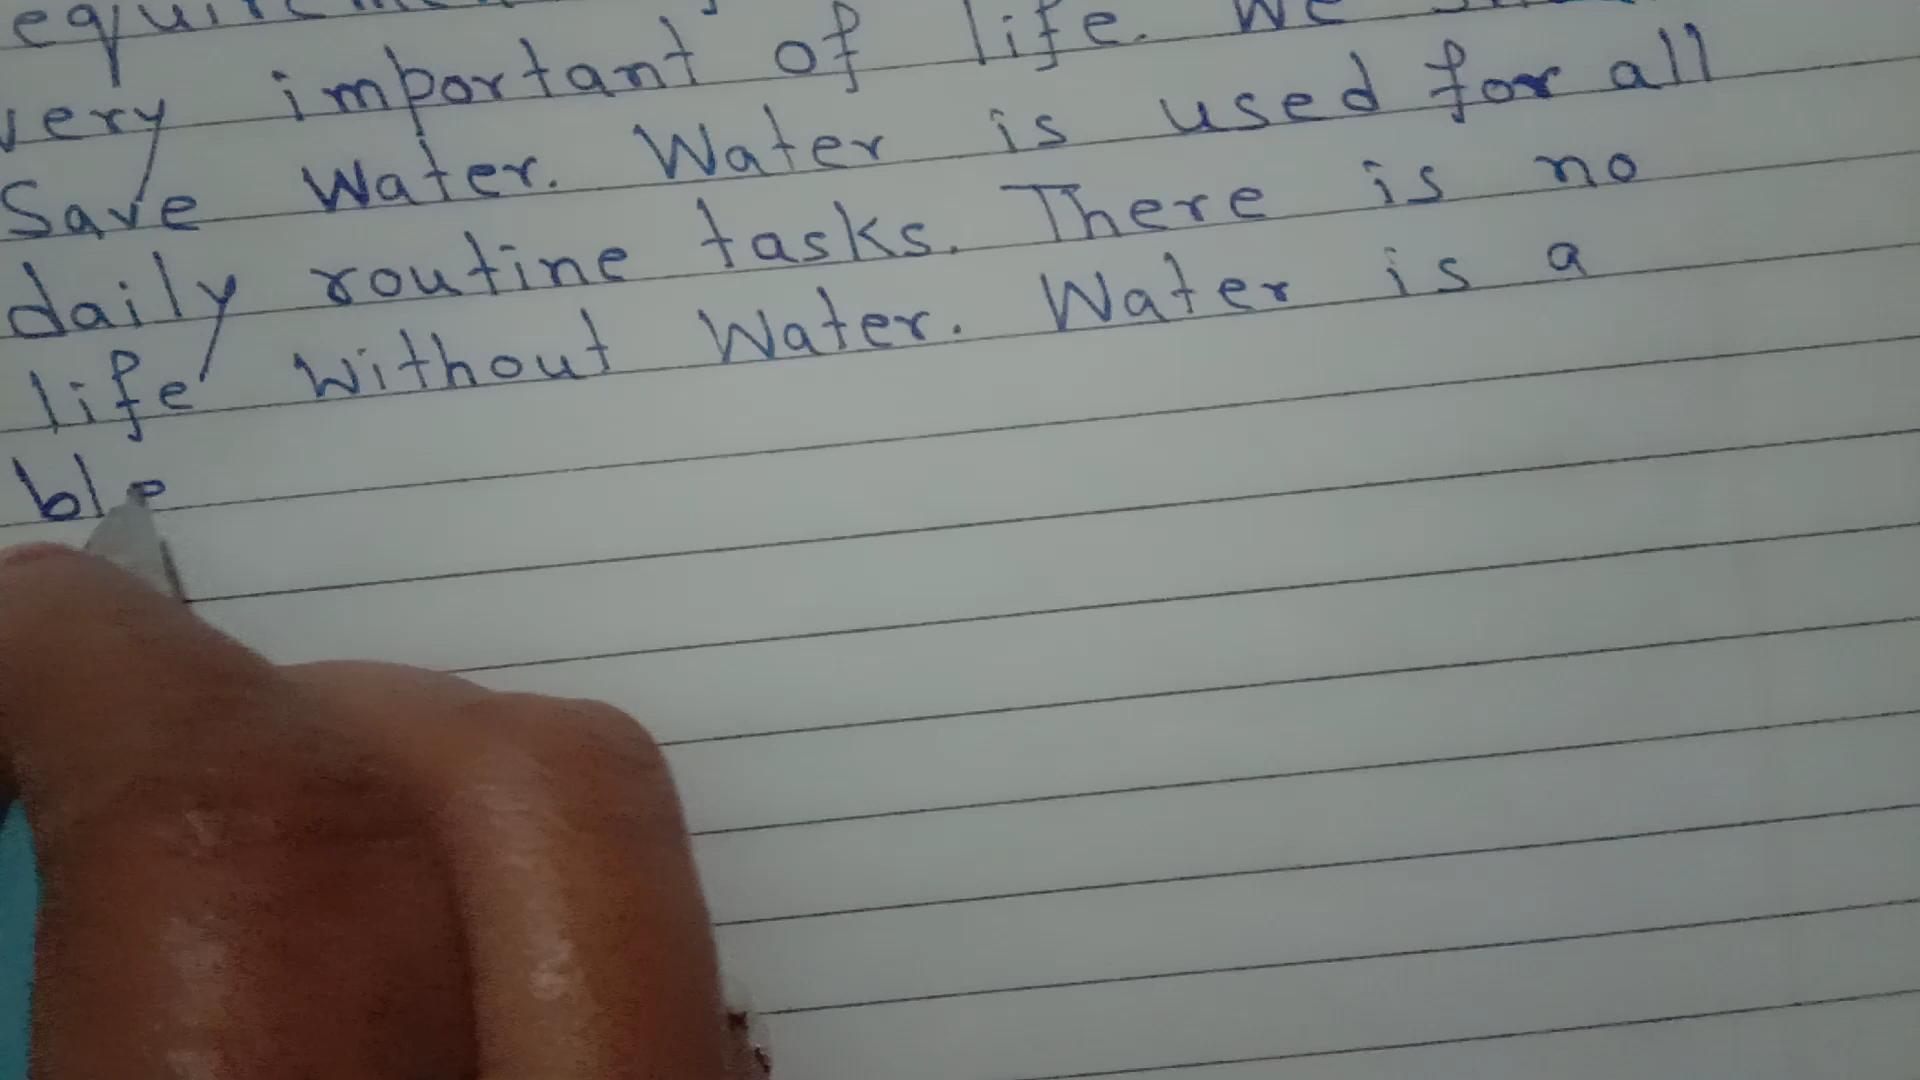 very important of life. We
Save Water. Water is used for all
daily routine tasks. There is no
life without Water. Water is a
ble